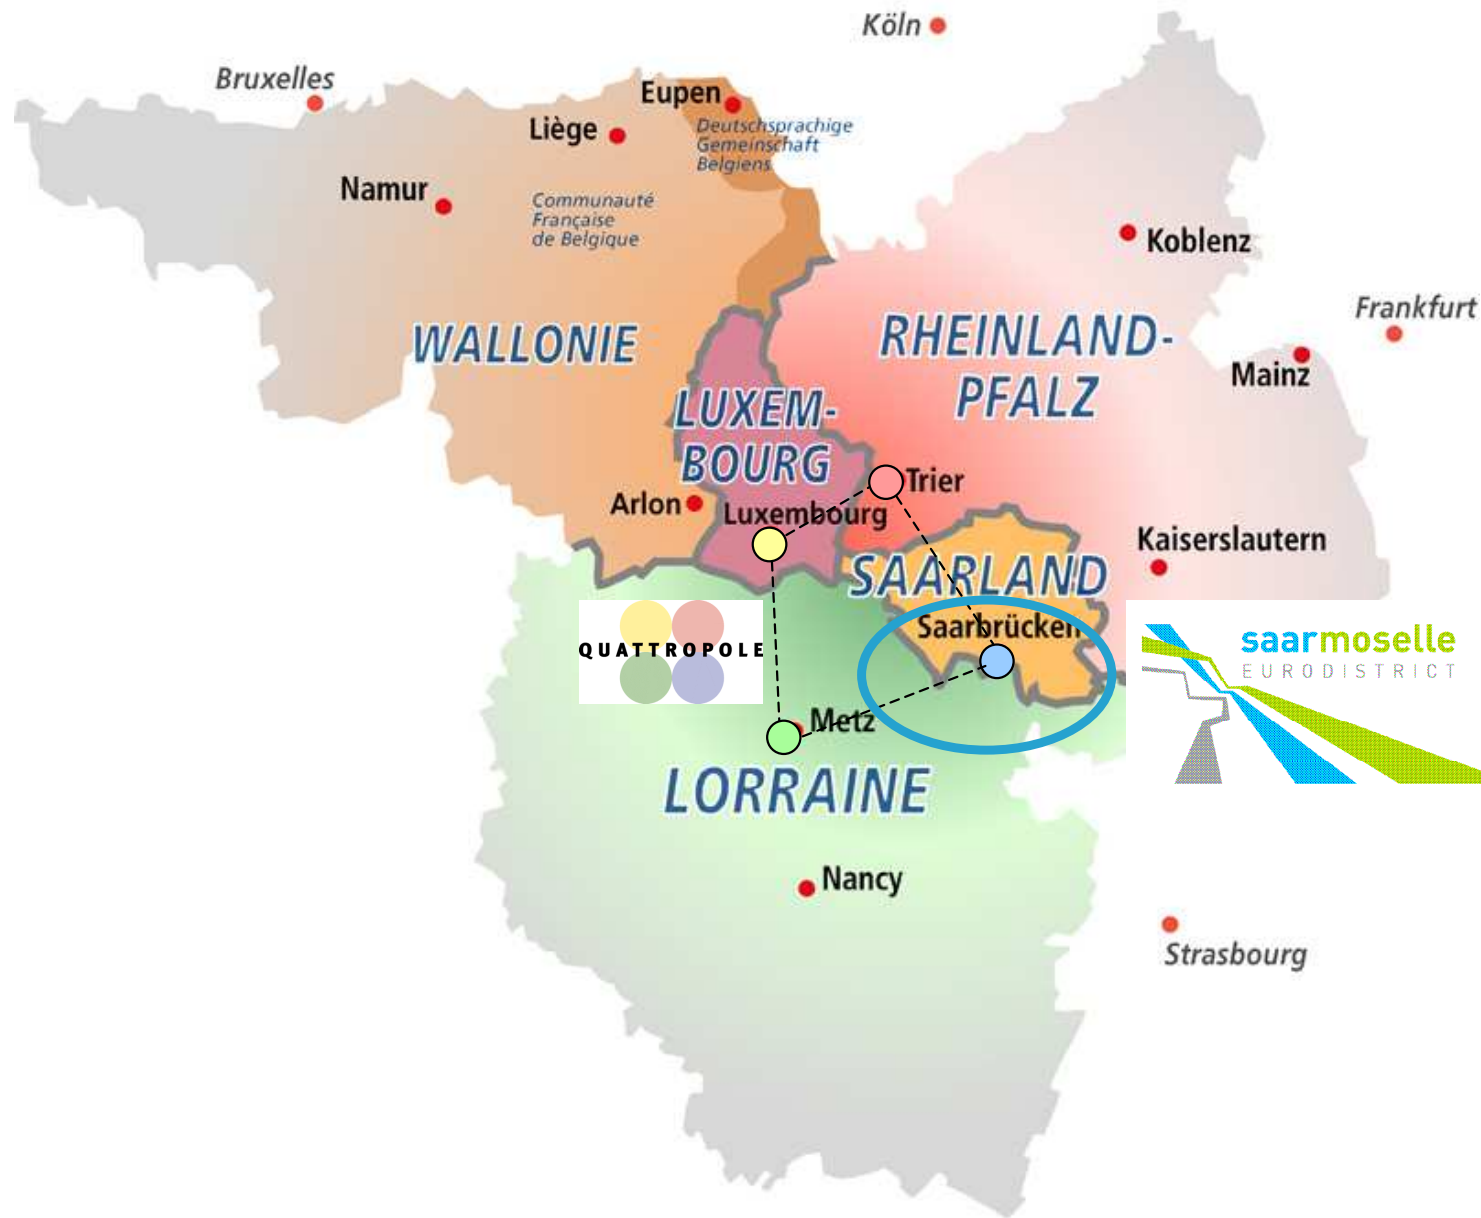 Köln
Bruxelles
Eupen
Liège
Deutschsprachige
Gemeinschaft
Belgiens
Namur
Communauté
Française
de Belgique
Koblenz
Frankfurt
WALLONIE
RHEINLAND-
PFALZ
Mainz
LUXEM-
BOURG
Trier
Arlon
Luxembourg
Kaiserslautern
SAARLAND
Saarbrücken
QUATTROPOLE
saarmoselle
EURODISTRICT
Metz
LORRAINE
Nancy
Strasbourg